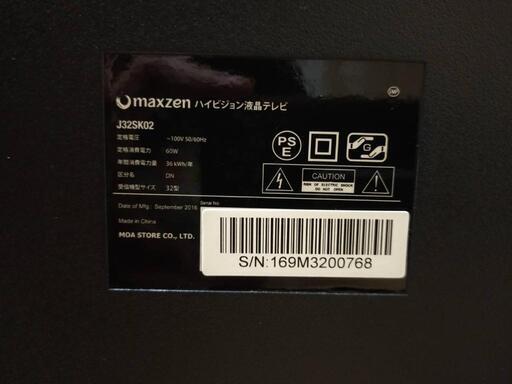 maxzen ハイビジョン液晶テレビ
J32SK02
定格電圧 ~100V 50/60Hz
定格消費電力 60W
年間消費電力量 36 kWh/年
区分名 DN
受信機型サイズ 32型
PS
E
G
CAUTION
RISK OF ELECTRIC SHOCK
DO NOT OPEN
Date of Mfg.: September 2016
Serial No
Made in China
MOA STORE CO., LTD.
S/N:169M3200768